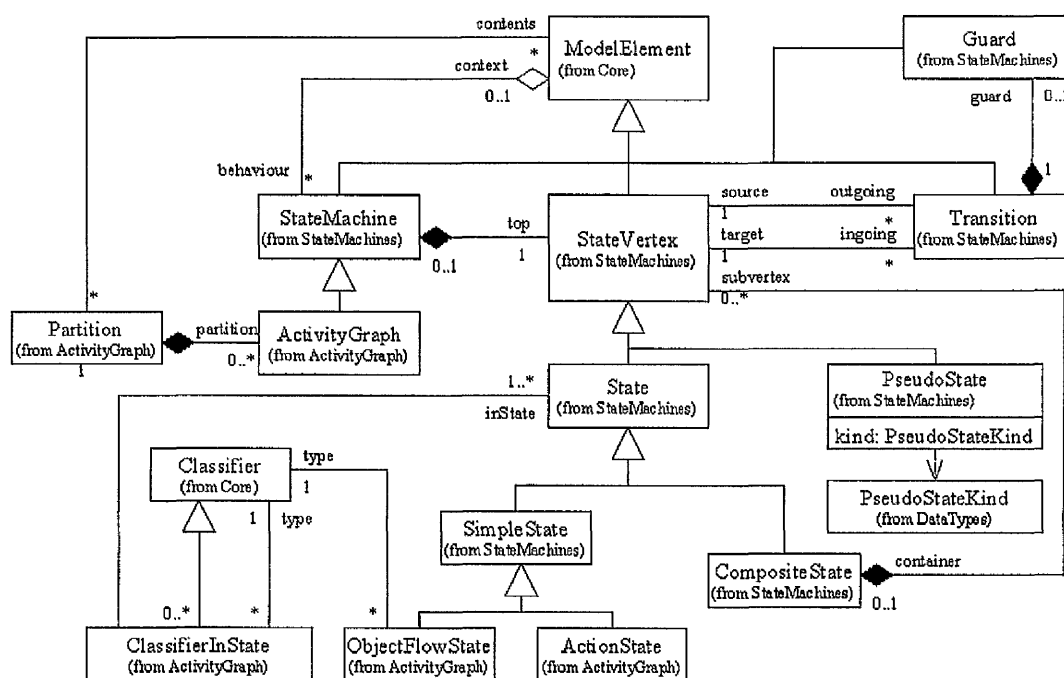 contents
*
ModelElement
(from Core)
context
0..1
Guard
(from StateMachines)
guard
behaviour
*
1
StateMachine
(from StateMachines)
top
0..1
1
StateVertex
(from StateMachines)
source
outgoing
1
*
target
ingoing
1
*
subvertex
0..*
Transition
(from StateMachines)
*
Partition
(from ActivityGraph)
1
partition
0..*
ActivityGraph
(from ActivityGraph)
1..*
inState
State
(from StateMachines)
PseudoState
(from StateMachines)
kind: PseudoStateKind
PseudoStateKind
(from DataTypes)
Classifier
(from Core)
type
1
1
type
SimpleState
(from StateMachines)
CompositeState
(from StateMachines)
container
0..1
0..*
*
*
ClassifierInState
(from ActivityGraph)
ObjectFlowState
(from ActivityGraph)
ActionState
(from ActivityGraph)